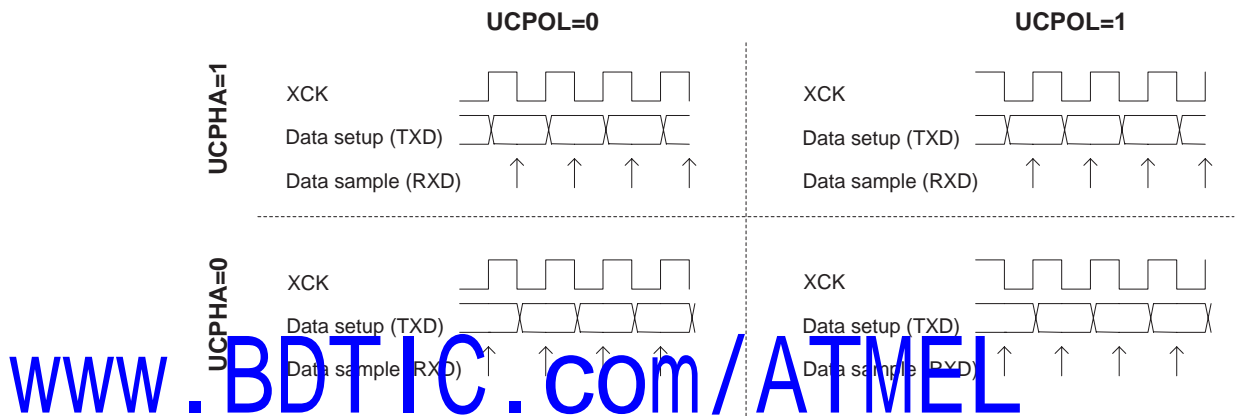 UCPOL=0 UCPOL=1
UCPHA=1
XCK XCK
Data setup (TXD) Data setup (TXD)
Data sample (RXD) Data sample (RXD)
UCPHA=0
XCK XCK
Data setup (TXD) Data setup (TXD)
Data sample (RXD) Data sample (RXD)
www.BDTIC.com/ATMEL